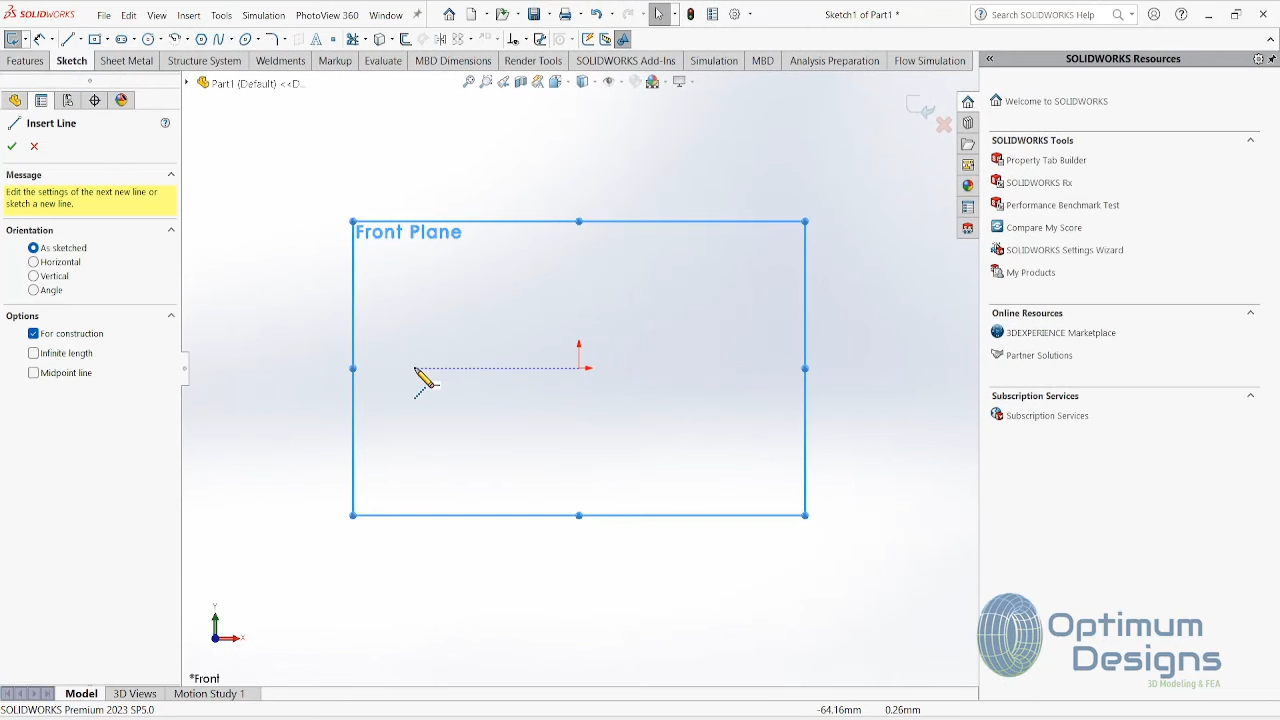 SOLIDWORKS
File
Edit
View
Insert
Tools
Simulation
PhotoView 360
Window
Sketch1 of Part1 *
Search SOLIDWORKS Help
Features
Sketch
Sheet Metal
Structure System
Weldments
Surfaces
Direct Editing
Markup
Evaluate
MBD Dimensions
Render Tools
SOLIDWORKS Add-Ins
Simulation
MBD
Analysis Preparation
Flow Simulation
SOLIDWORKS Resources
Part1 (Default) <<D...
Insert Line
Message
Edit the settings of the next new line or
sketch a new line.
Orientation
As sketched
Horizontal
Vertical
Angle
Options
For construction
Infinite length
Midpoint line
Front Plane
Y
X
*Front
Welcome to SOLIDWORKS
SOLIDWORKS Tools
Property Tab Builder
SOLIDWORKS Rx
Performance Benchmark Test
Compare My Score
SOLIDWORKS Settings Wizard
My Products
Online Resources
3DEXPERIENCE Marketplace
Partner Solutions
Subscription Services
Subscription Services
Optimum
Designs
3D Modeling & FEA
Model
3D Views
Motion Study 1
SOLIDWORKS Premium 2023 SP5.0
-64.16mm
0.26mm